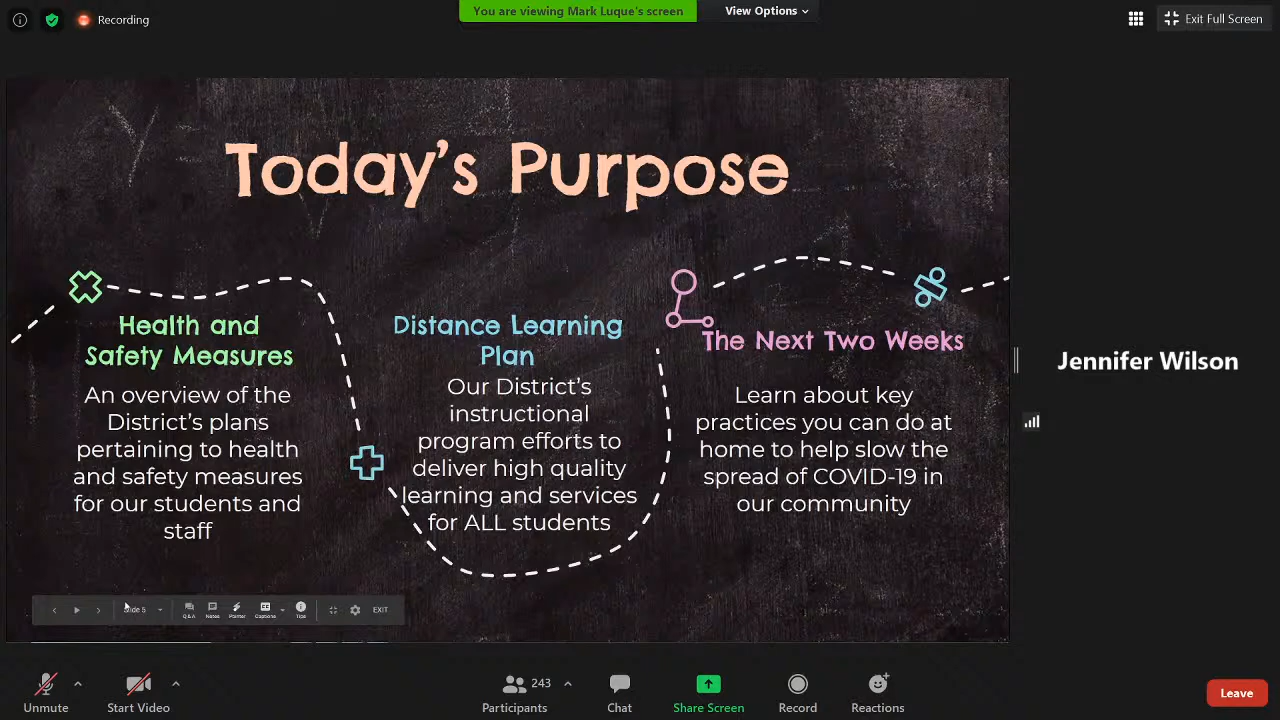 Recording
You are viewing Mark Luque's screen
View Options
Exit Full Screen
Today's Purpose
Health and
Safety Measures
An overview of the
District's plans
pertaining to health
and safety measures
for our students and
staff
Distance Learning
Plan
Our District's
instructional
program efforts to
deliver high quality
learning and services
for ALL students
The Next Two Weeks
Learn about key
practices you can do at
home to help slow the
spread of COVID-19 in
our community
Jennifer Wilson
Slide 5
Q&A
Notes
Pointer
Captions
Tips
EXIT
Unmute
Start Video
243
Participants
Chat
Share Screen
Record
Reactions
Leave